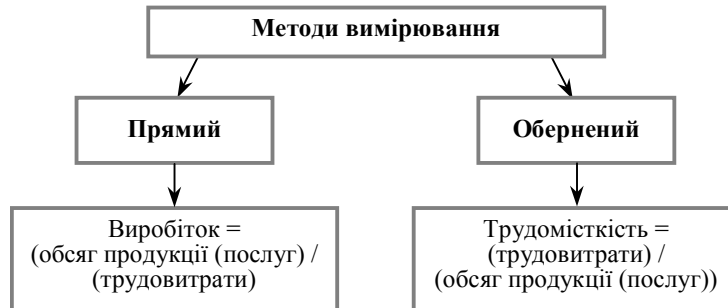 Методи вимірювання
Прямий
Обернений
Виробіток =
(обсяг продукції (послуг) /
(трудовитрати)
Трудомісткість =
(трудовитрати) /
(обсяг продукції (послуг))